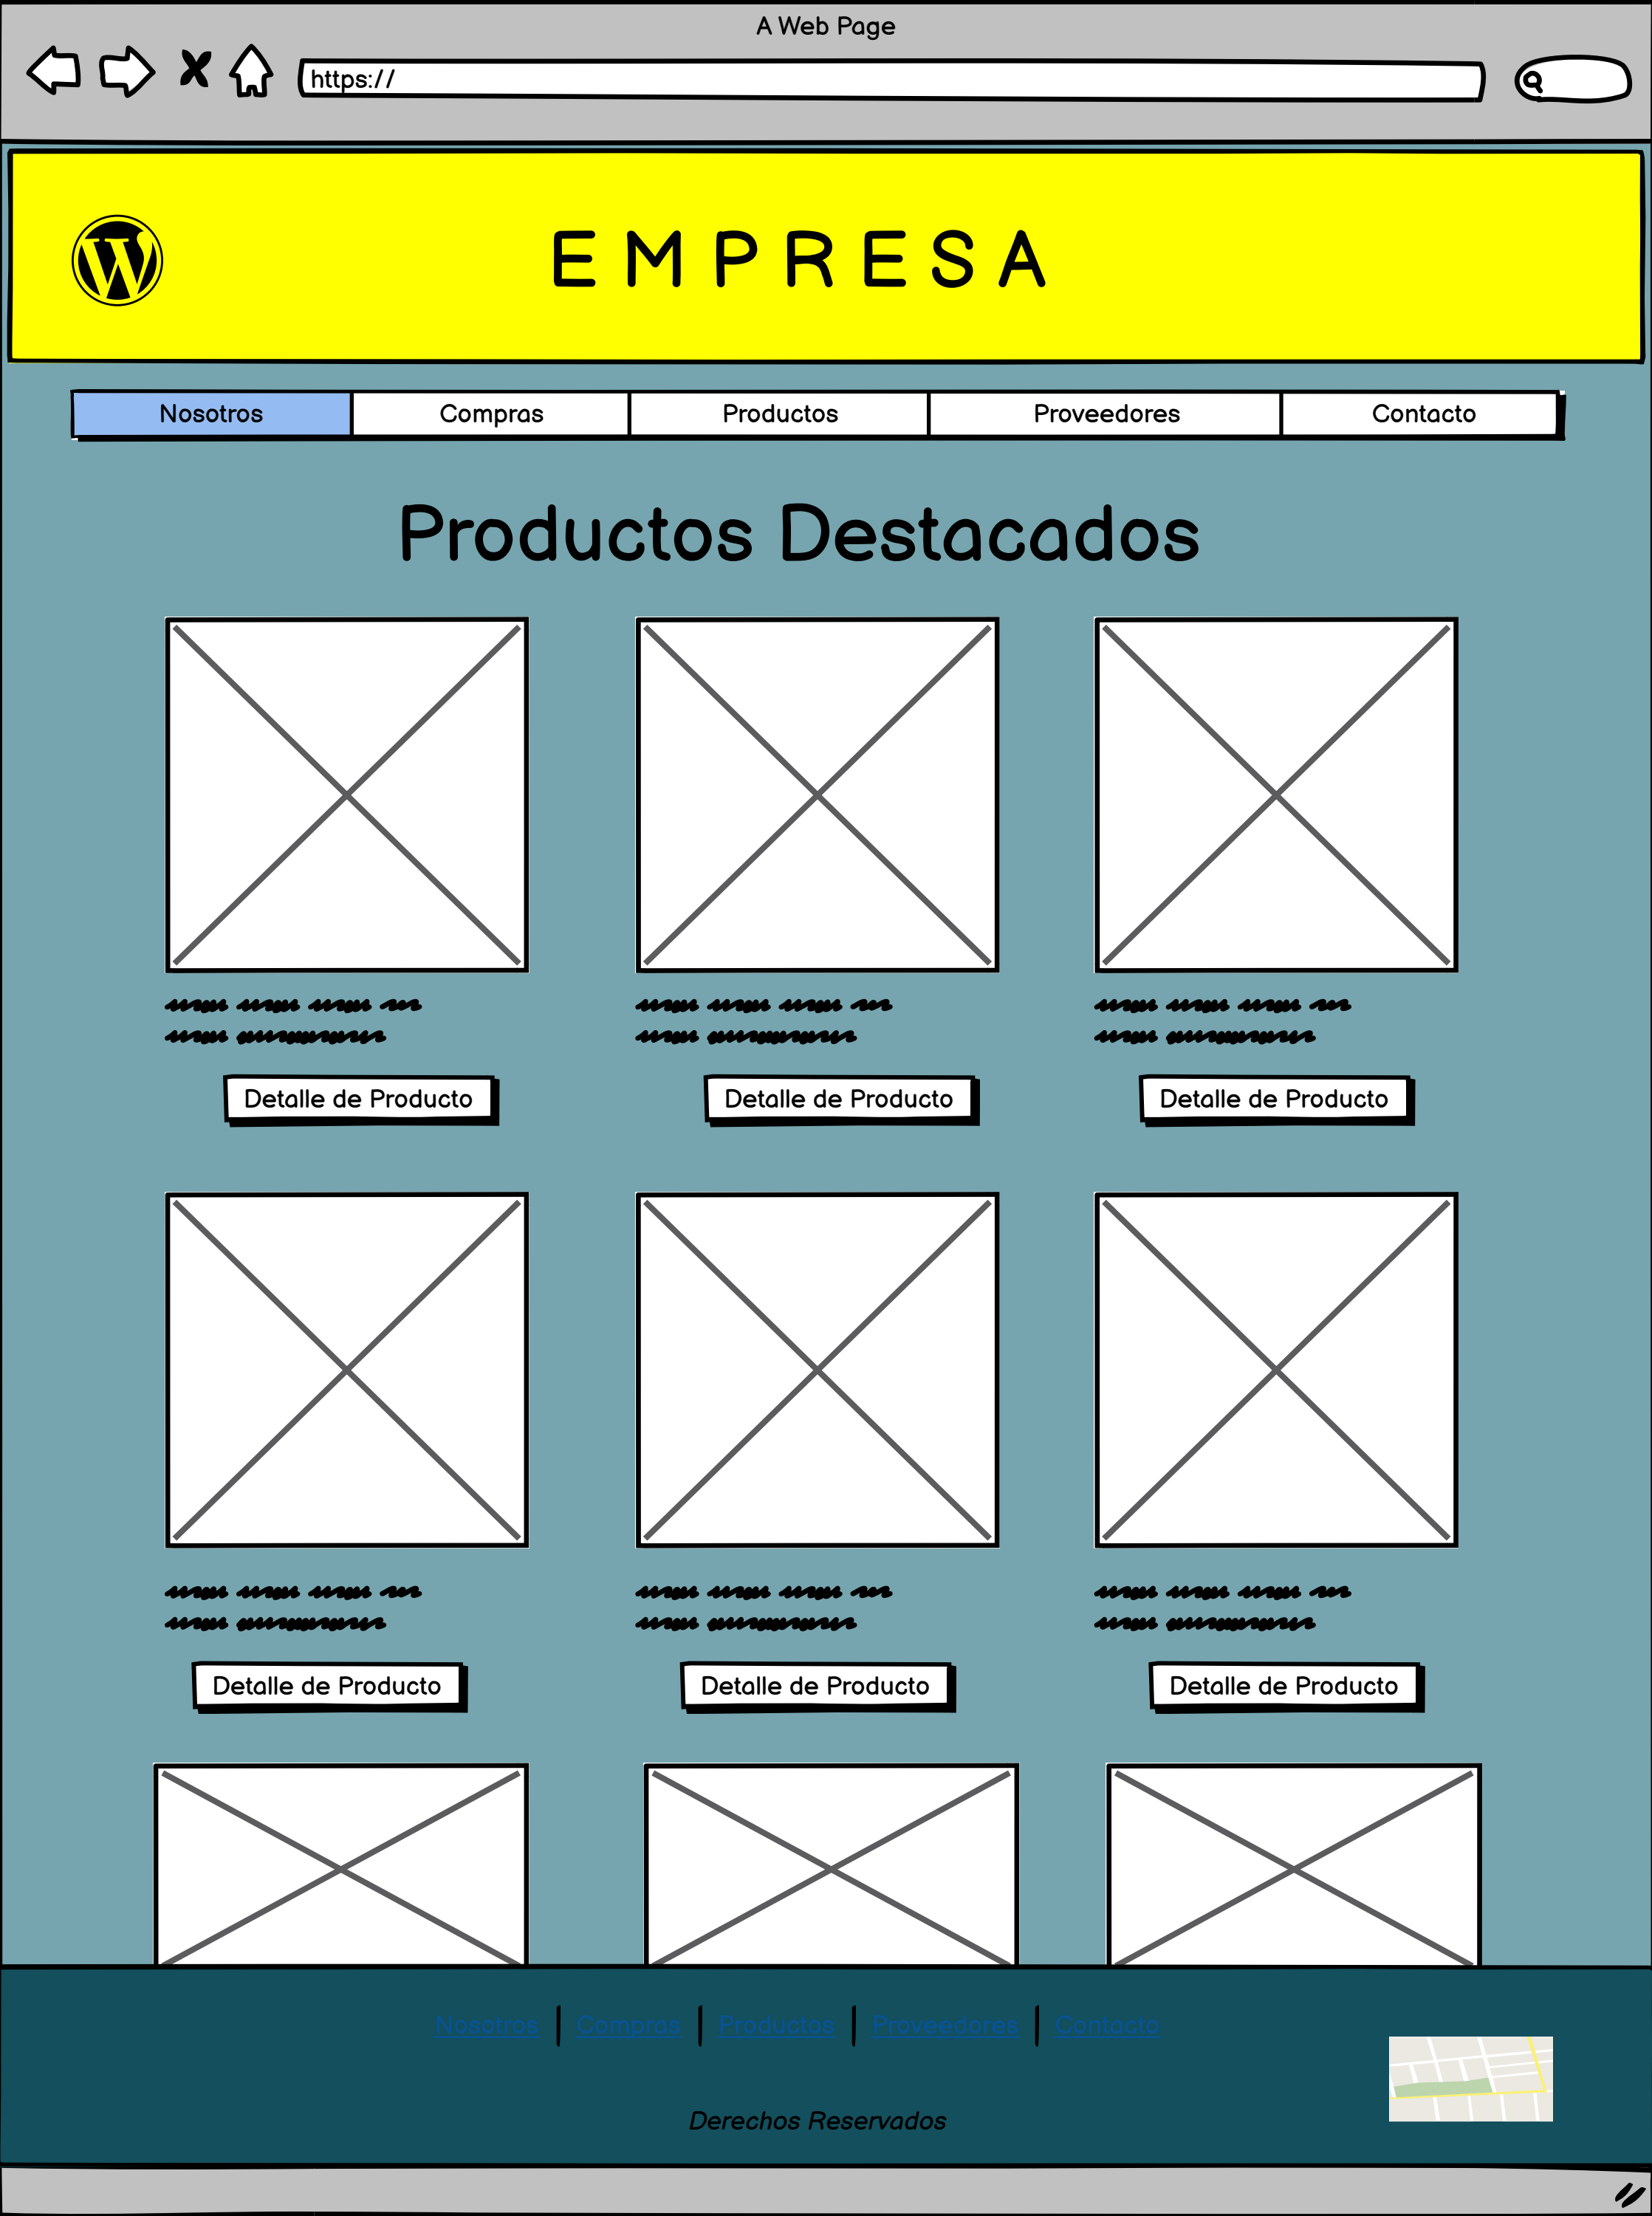 A Web Page
https://
EMPRESA
Nosotros Compras Productos Proveedores Contacto
Productos Destacados
Detalle de Producto Detalle de Producto Detalle de Producto
Detalle de Producto Detalle de Producto Detalle de Producto
Nosotros | Compras | Productos | Proveedores | Contacto
Derechos Reservados